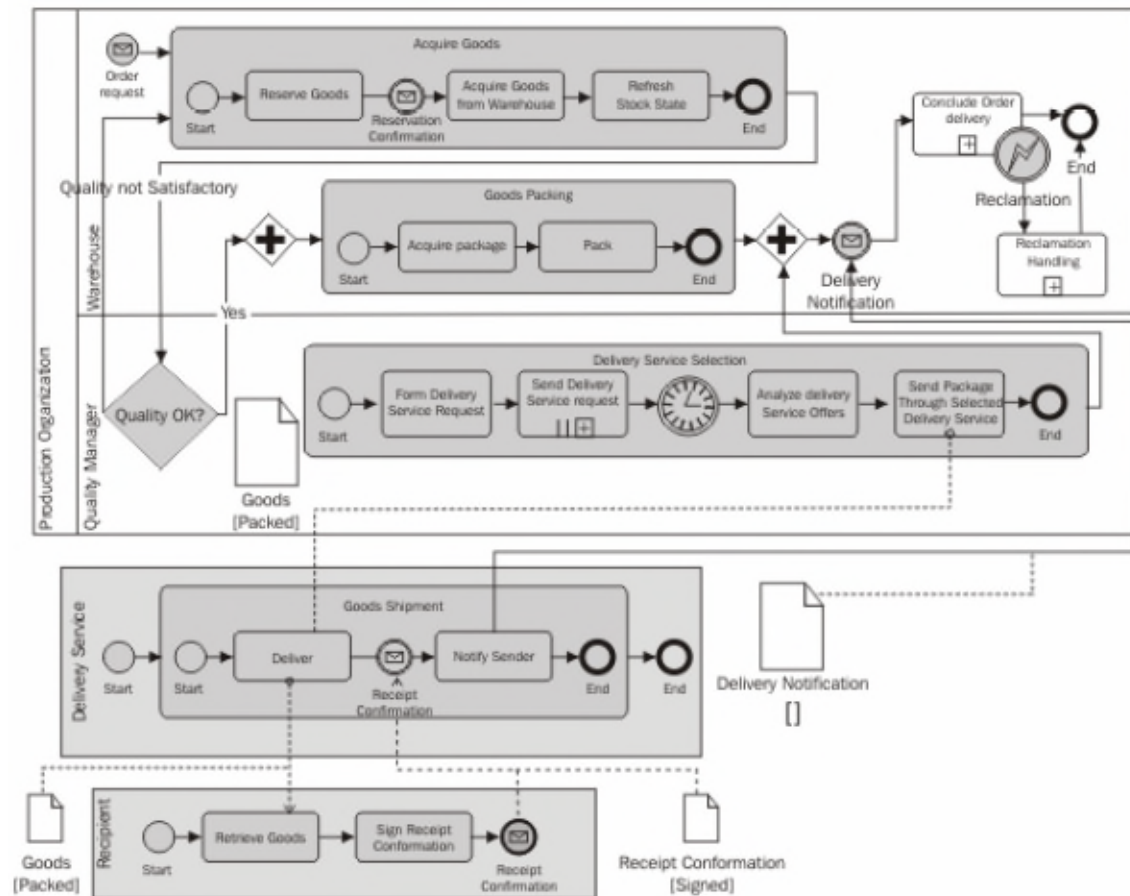 Production Organization
Warehouse
Order
request
Acquire Goods
Start
Reserve Goods
Reservation
Confirmation
Acquire Goods
from Warehouse
Refresh
Stock State
End
Conclude Order
delivery
End
Reclamation
Reclamation
Handling
Quality not Satisfactory
Goods Packing
Start
Acquire package
Pack
End
Delivery
Notification
Yes
Quality Manager
Quality OK?
Goods
[Packed]
Delivery Service Selection
Start
Form Delivery
Service Request
Send Delivery
Service request
Analyze delivery
Service Offers
Send Package
Through Selected
Delivery Service
End
Delivery Service
Start
Goods Shipment
Start
Deliver
Receipt
Confirmation
Notify Sender
End
End
Delivery Notification
[]
Goods
[Packed]
Recipient
Start
Retrieve Goods
Sign Receipt
Conformation
Receipt
Confirmation
Receipt Conformation
[Signed]